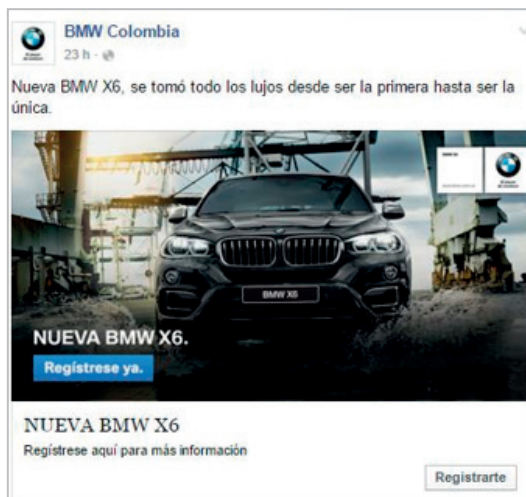 BMW Colombia
23 h
Nueva BMW X6, se tomó todo los lujos desde ser la primera hasta ser la
única.
BMW X6
NUEVA BMW X6.
Regístrese ya.
NUEVA BMW X6
Regístrese aquí para más información
Registrarte